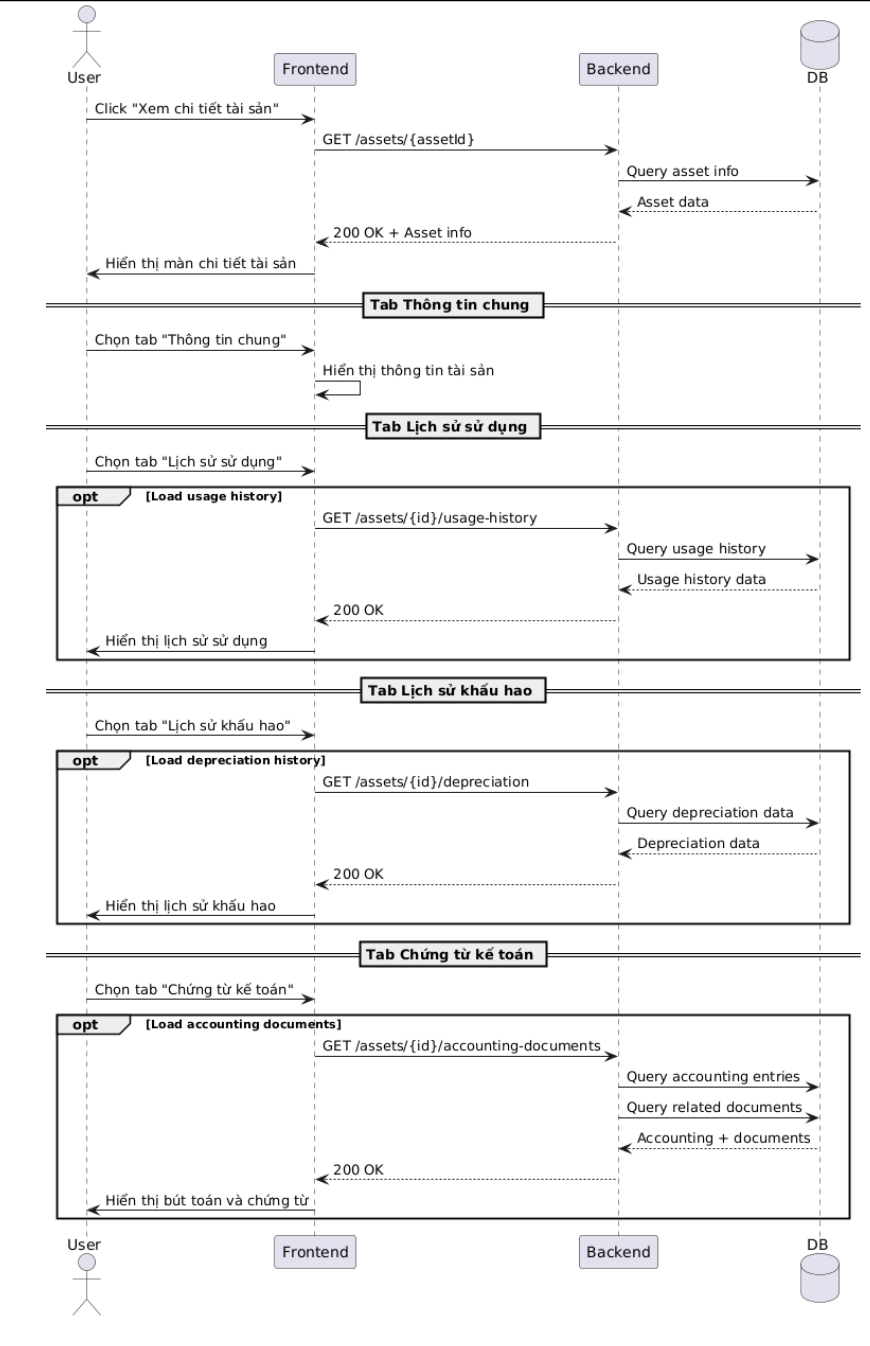 User
Frontend
Backend
DB
Click "Xem chi tiết tài sản"
GET /assets/{assetId}
Query asset info
Asset data
200 OK + Asset info
Hiển thị màn chi tiết tài sản
Tab Thông tin chung
Chọn tab "Thông tin chung"
Hiển thị thông tin tài sản
Tab Lịch sử sử dụng
Chọn tab "Lịch sử sử dụng"
opt [Load usage history]
GET /assets/{id}/usage-history
Query usage history
Usage history data
200 OK
Hiển thị lịch sử sử dụng
Tab Lịch sử khấu hao
Chọn tab "Lịch sử khấu hao"
opt [Load depreciation history]
GET /assets/{id}/depreciation
Query depreciation data
Depreciation data
200 OK
Hiển thị lịch sử khấu hao
Tab Chứng từ kế toán
Chọn tab "Chứng từ kế toán"
opt [Load accounting documents]
GET /assets/{id}/accounting-documents
Query accounting entries
Query related documents
Accounting + documents
200 OK
Hiển thị bút toán và chứng từ
User
Frontend
Backend
DB